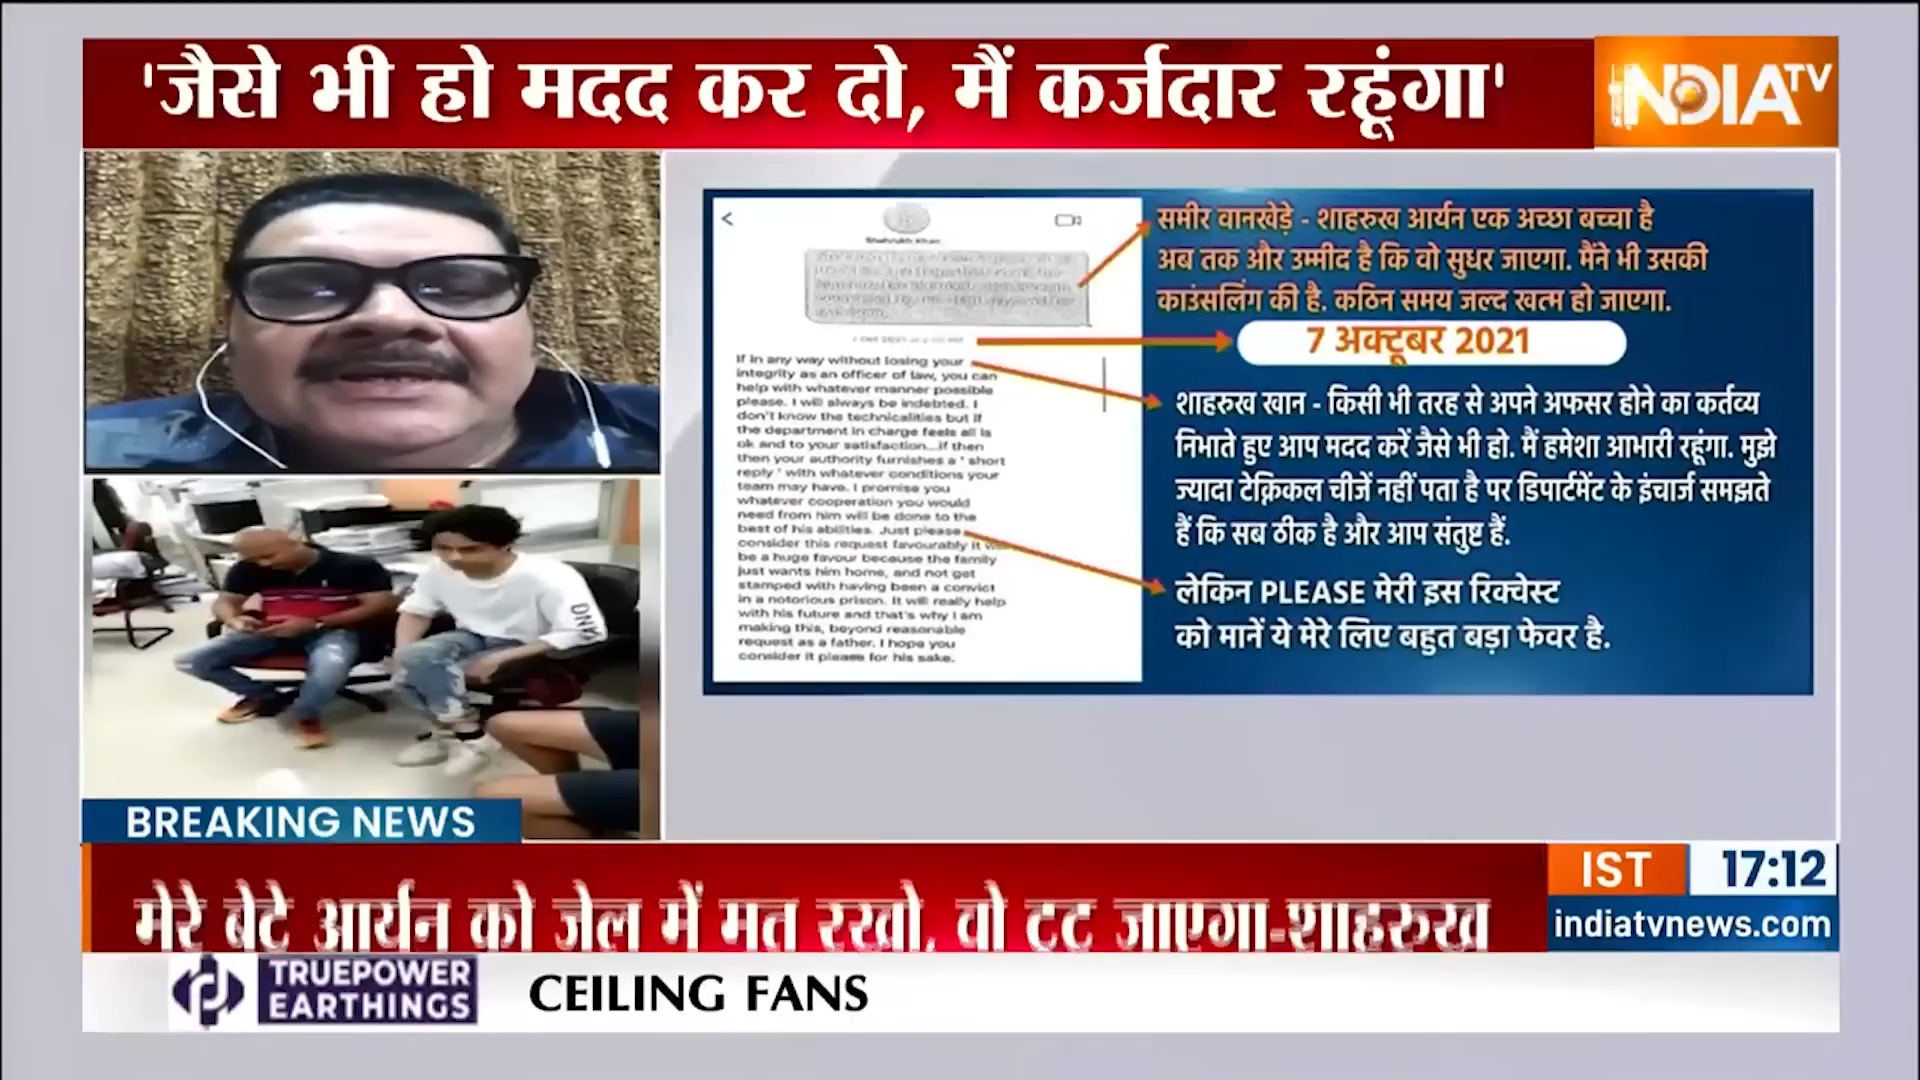 'जैसे भी हो मदद कर दो, मैं कर्जदार रहूंगा'
INDIA TV
Shahrukh Khan
If in any way without losing your
integrity as an officer of law, you can
help with whatever manner possible
please. I will always be indebted. I
don't know the technicalities but if
the department in charge feels all is
ok and to your satisfaction...if then
then your authority furnishes a ' short
reply ' with whatever conditions your
team may have. I promise you
whatever cooperation you would
need from him will be done to the
best of his abilities. Just please
consider this request favourably it
be a huge favour because the family
just wants him home, and not get
stamped with having been a convict
in a notorious prison. It will really help
with his future and that's why I am
making this, beyond reasonable
request as a father. I hope you
consider it please for his sake.
समीर वानखेड़े - शाहरुख आर्यन एक अच्छा बच्चा है
अब तक और उम्मीद है कि वो सुधर जाएगा. मैंने भी उसकी
काउंसलिंग की है. कठिन समय जल्द खत्म हो जाएगा.
7 अक्टूबर 2021
शाहरुख खान - किसी भी तरह से अपने अफसर होने का कर्तव्य
निभाते हुए आप मदद करें जैसे भी हो. मैं हमेशा आभारी रहूंगा. मुझे
ज्यादा टेक्निकल चीजें नहीं पता है पर डिपार्टमेंट के इंचार्ज समझते
हैं कि सब ठीक है और आप संतुष्ट हैं.
लेकिन PLEASE मेरी इस रिक्वेस्ट
को मानें ये मेरे लिए बहुत बड़ा फेवर है.
BREAKING NEWS
मेरे बेटे आर्यन को जेल में मत रखो, वो टूट जाएगा-शाहरुख
IST 17:12
indiatvnews.com
TRUEPOWER
EARTHINGS
CEILING FANS